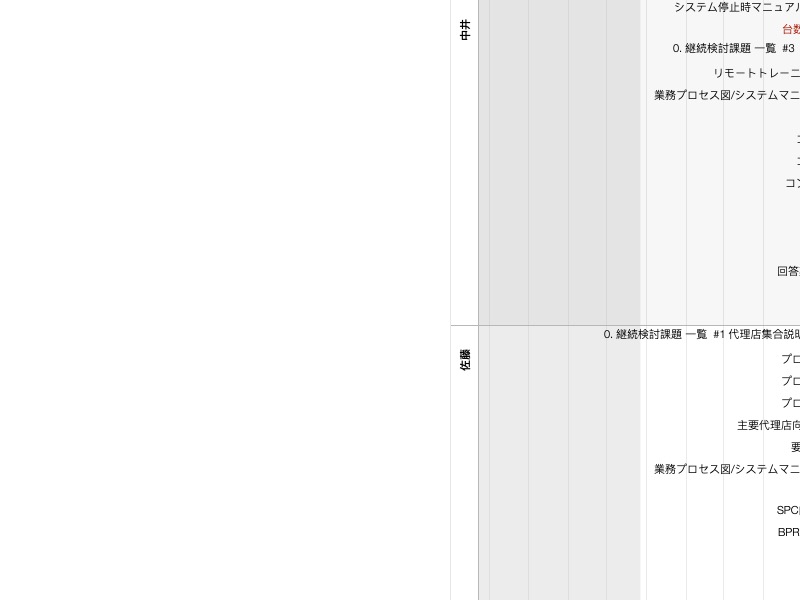 中井
システム停止時マニュアル
台数
0. 継続検討課題 一覧 #3
リモートトレーニ
業務プロセス図/システムマニ
コン
回答
佐藤
0. 継続検討課題 一覧 #1 代理店集合説明
プロ
プロ
プロ
主要代理店向
要
業務プロセス図/システムマニ
SPC
BPR